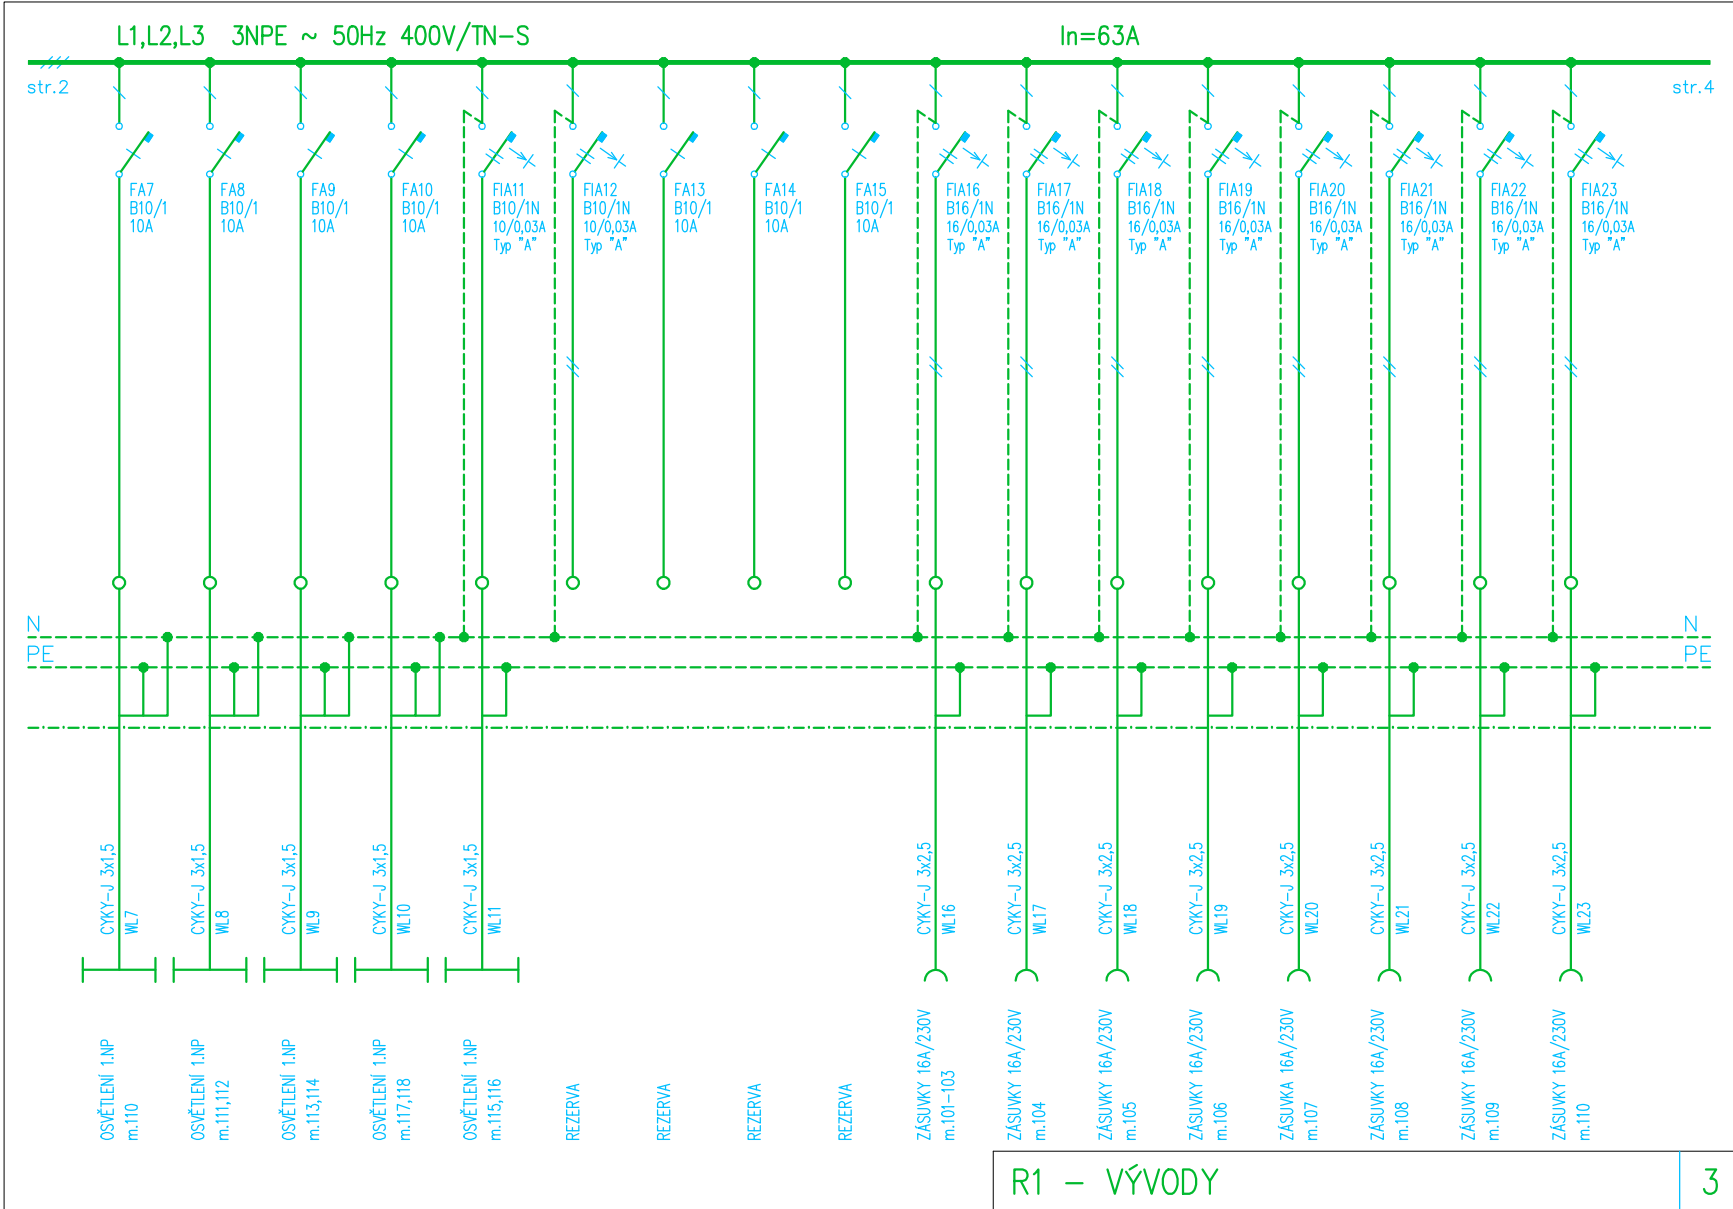 L1,L2,L3   3NPE ~ 50Hz 400V/TN-S
In=63A
str.2
str.4
FA7
B10/1
10A
FA8
B10/1
10A
FA9
B10/1
10A
FA10
B10/1
10A
FIA11
B10/1N
10/0,03A
Typ "A"
FIA12
B10/1N
10/0,03A
Typ "A"
FA13
B10/1
10A
FA14
B10/1
10A
FA15
B10/1
10A
FIA16
B16/1N
16/0,03A
Typ "A"
FIA17
B16/1N
16/0,03A
Typ "A"
FIA18
B16/1N
16/0,03A
Typ "A"
FIA19
B16/1N
16/0,03A
Typ "A"
FIA20
B16/1N
16/0,03A
Typ "A"
FIA21
B16/1N
16/0,03A
Typ "A"
FIA22
B16/1N
16/0,03A
Typ "A"
FIA23
B16/1N
16/0,03A
Typ "A"
N
N
PE
PE
CYKY-J 3x1,5
WL7
CYKY-J 3x1,5
WL8
CYKY-J 3x1,5
WL9
CYKY-J 3x1,5
WL10
CYKY-J 3x1,5
WL11
CYKY-J 3x2,5
WL16
CYKY-J 3x2,5
WL17
CYKY-J 3x2,5
WL18
CYKY-J 3x2,5
WL19
CYKY-J 3x2,5
WL20
CYKY-J 3x2,5
WL21
CYKY-J 3x2,5
WL22
CYKY-J 3x2,5
WL23
OSVĚTLENÍ 1.NP
m.110
OSVĚTLENÍ 1.NP
m.111,112
OSVĚTLENÍ 1.NP
m.113,114
OSVĚTLENÍ 1.NP
m.117,118
OSVĚTLENÍ 1.NP
m.115,116
REZERVA
REZERVA
REZERVA
REZERVA
ZÁSUVKY 16A/230V
m.101-103
ZÁSUVKY 16A/230V
m.104
ZÁSUVKY 16A/230V
m.105
ZÁSUVKY 16A/230V
m.106
ZÁSUVKA 16A/230V
m.107
ZÁSUVKY 16A/230V
m.108
ZÁSUVKY 16A/230V
m.109
ZÁSUVKY 16A/230V
m.110
R1 - VÝVODY
3